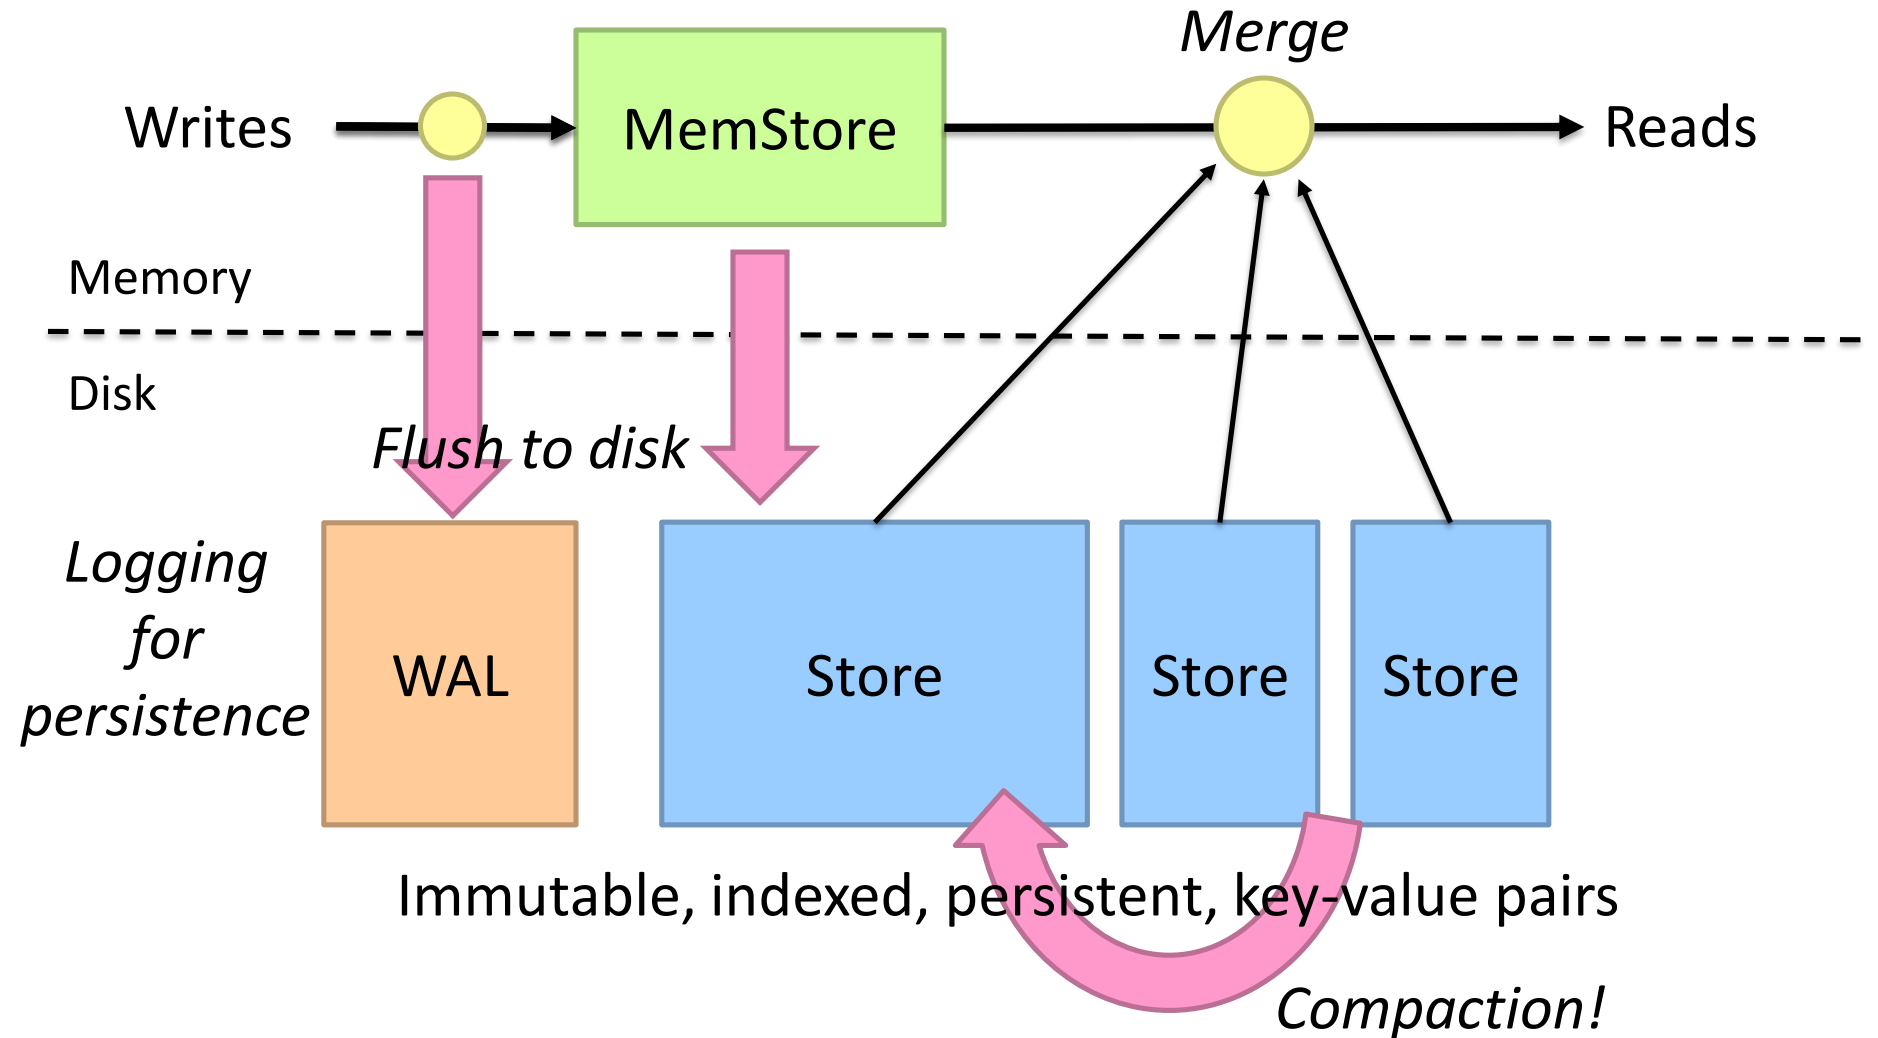 Merge
Writes
MemStore
Reads
Memory
Disk
Flush to disk
Logging
for
persistence
WAL
Store
Store
Store
Immutable, indexed, persistent, key-value pairs
Compaction!